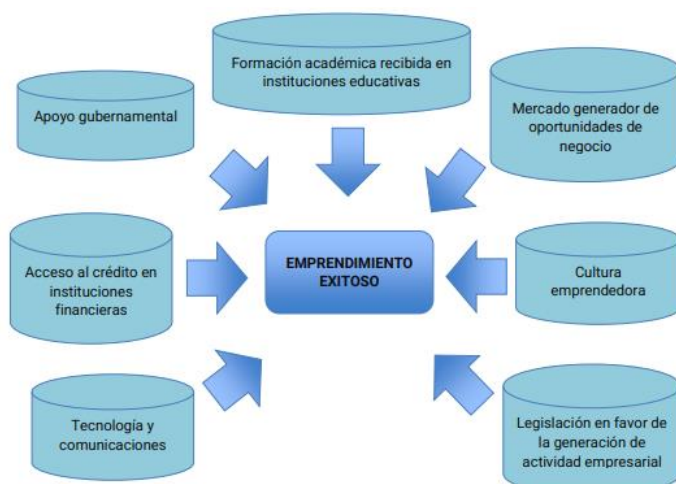 Formación académica recibida en
instituciones educativas
Apoyo gubernamental
Mercado generador de
oportunidades de
negocio
Acceso al crédito en
instituciones
financieras
EMPRENDIMIENTO
EXITOSO
Cultura
emprendedora
Tecnología y
comunicaciones
Legislación en favor de
la generación de
actividad empresarial